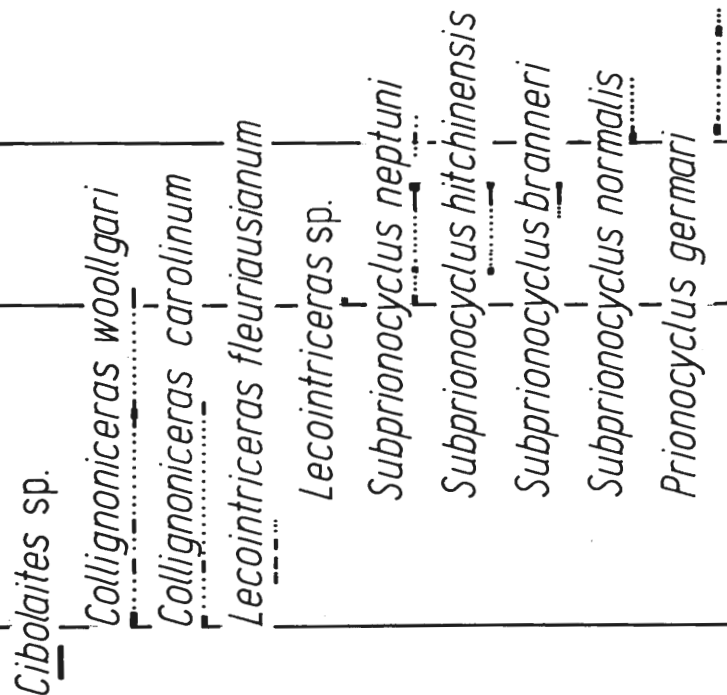 Cibolaites sp.
Collignoniceras woollgari
Collignoniceras carolinum
Lecointriceras fleuriausianum
Lecointriceras sp.
Subprionocyclus neptuni
Subprionocyclus hitchinensis
Subprionocyclus branneri
Subprionocyclus normalis
Prionocyclus germari